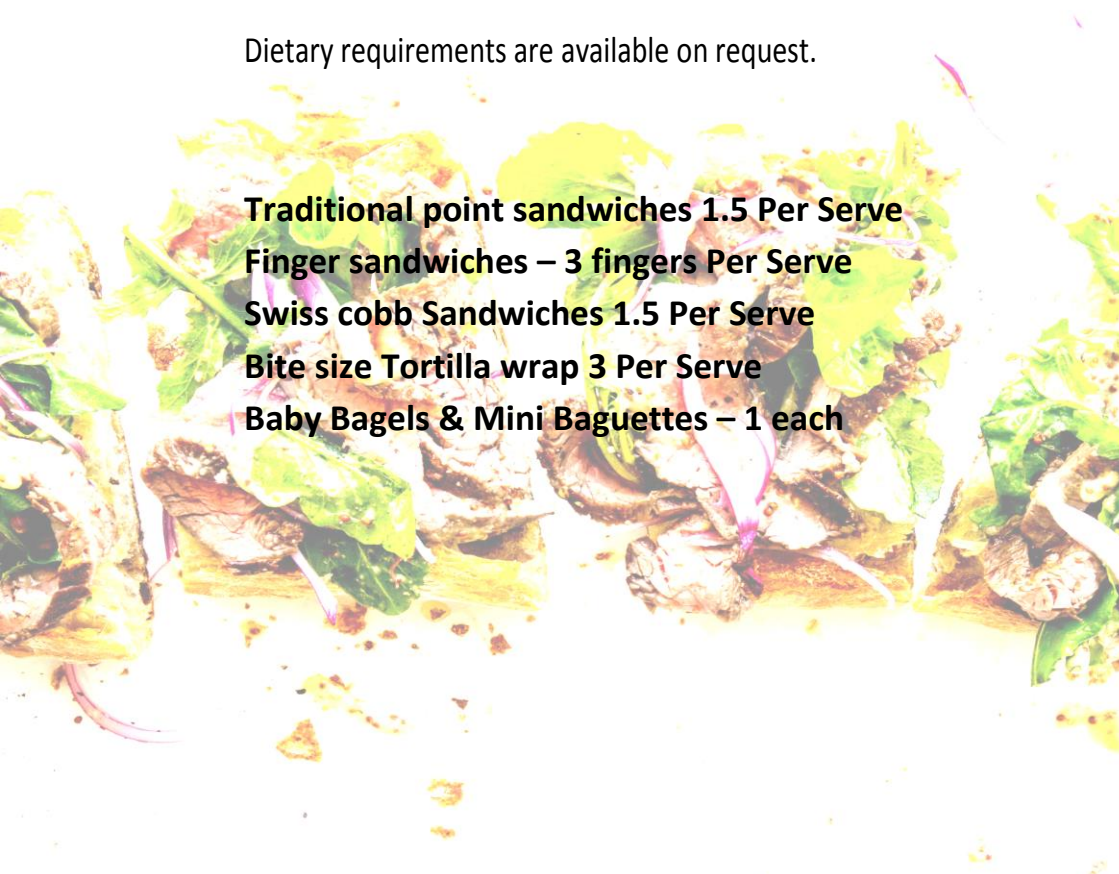 Dietary requirements are available on request.
Traditional point sandwiches 1.5 Per Serve
Finger sandwiches – 3 fingers Per Serve
Swiss cobb Sandwiches 1.5 Per Serve
Bite size Tortilla wrap 3 Per Serve
Baby Bagels & Mini Baguettes – 1 each